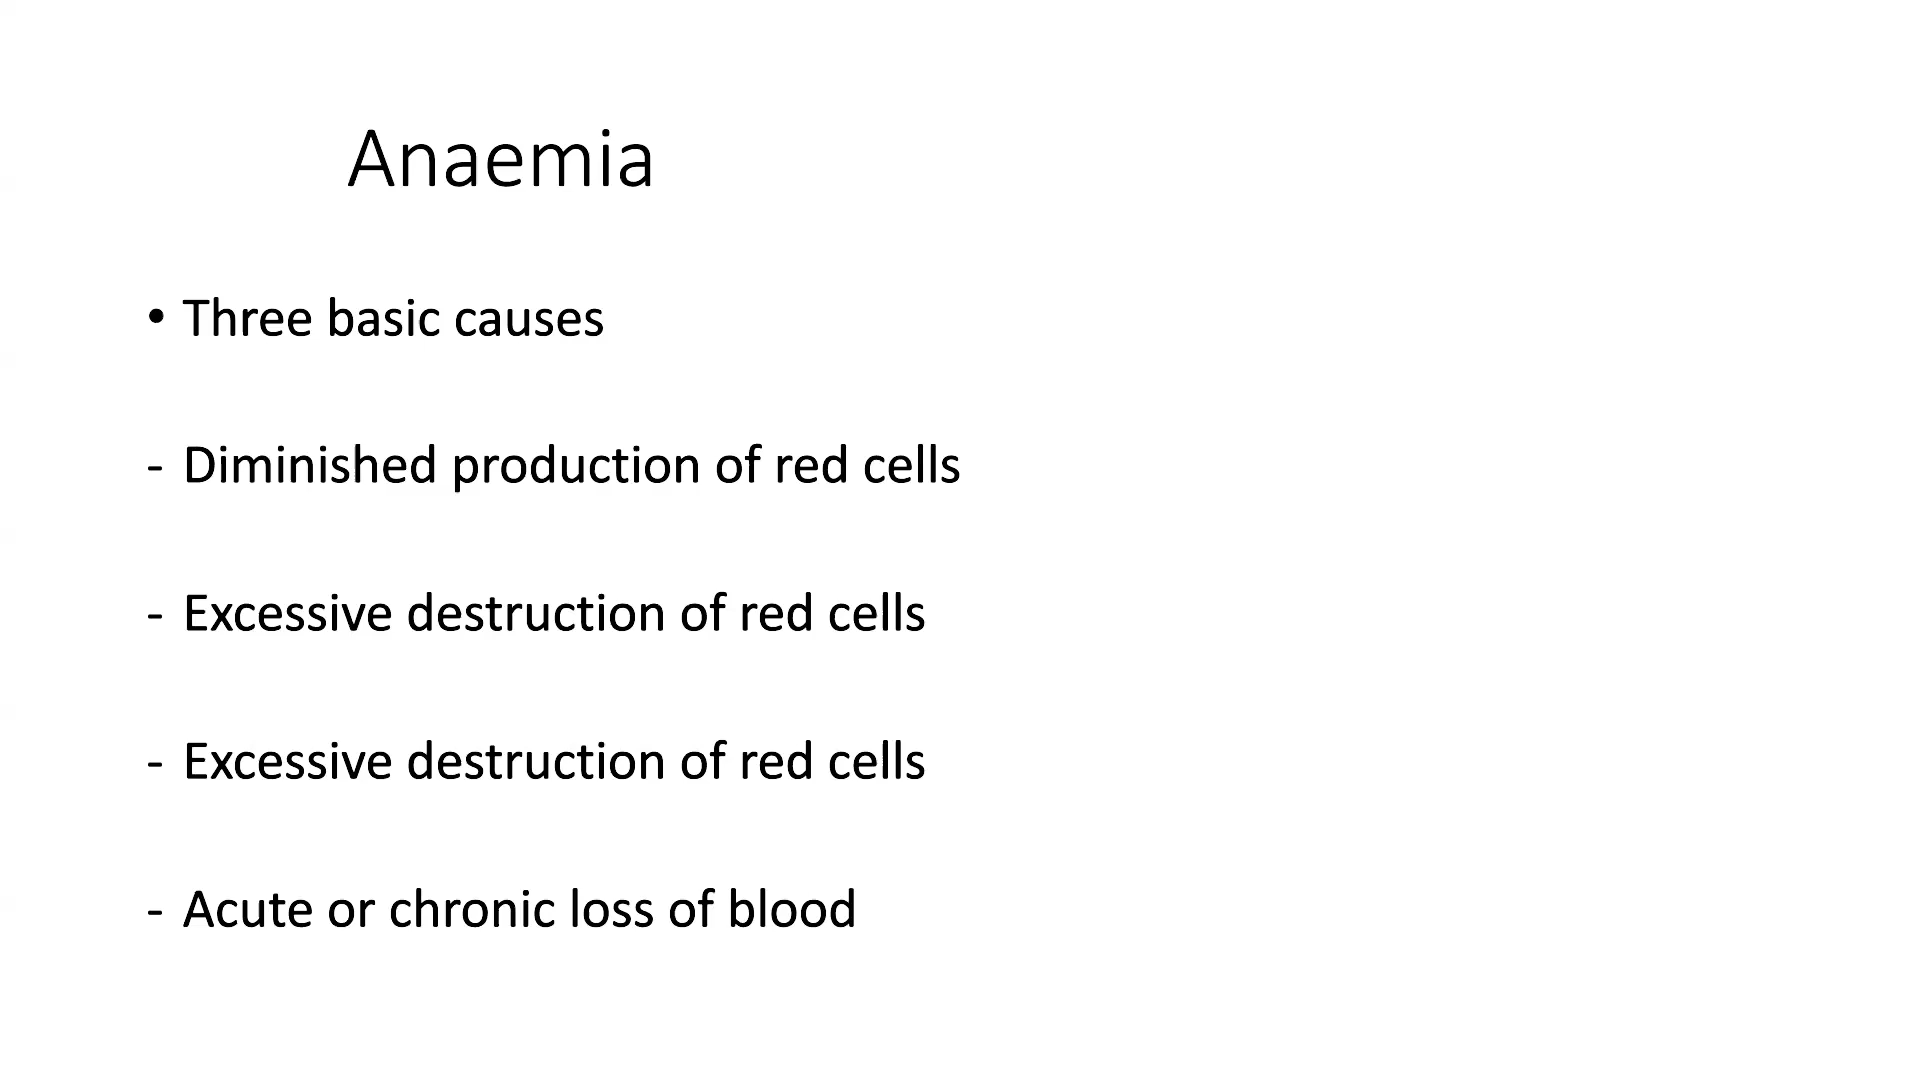 Anaemia
• Three basic causes
- Diminished production of red cells
- Excessive destruction of red cells
- Excessive destruction of red cells
- Acute or chronic loss of blood